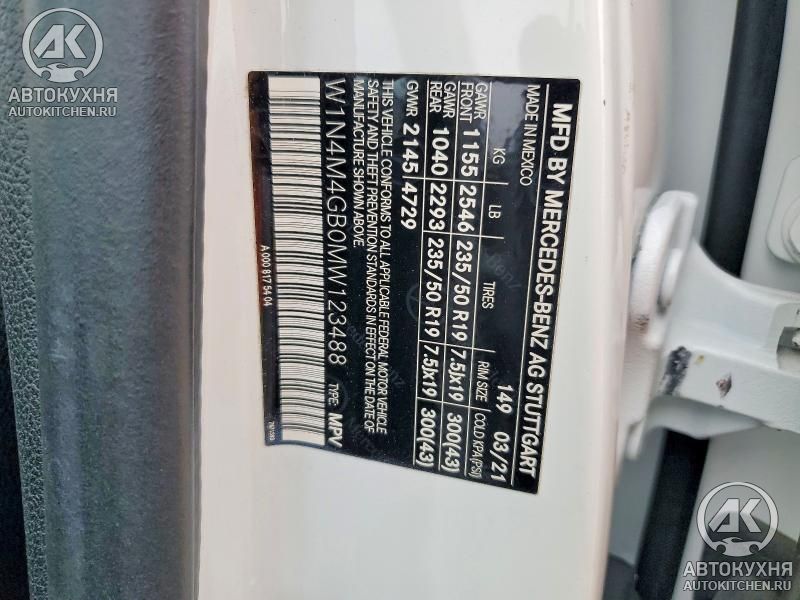 MFD BY MERCEDES-BENZ AG STUTTGART
MADE IN MEXICO 149 03/21
KG LB TIRES RIM SIZE COLD KPA(PSI)
GAWR FRONT 1155 2546 235/50 R19 7.5Jx19 300(43)
GAWR REAR 1040 2293 235/50 R19 7.5Jx19 300(43)
GVWR 2145 4729
THIS VEHICLE CONFORMS TO ALL APPLICABLE FEDERAL MOTOR VEHICLE
SAFETY AND THEFT PREVENTION STANDARDS IN EFFECT ON THE DATE OF
MANUFACTURE SHOWN ABOVE.
W1N4M4GB0MW123488 TYPE: MPV
A 000 817 54 04
АК
АВТОКУХНЯ
AUTOKITCHEN.RU
АК
АВТОКУХНЯ
AUTOKITCHEN.RU